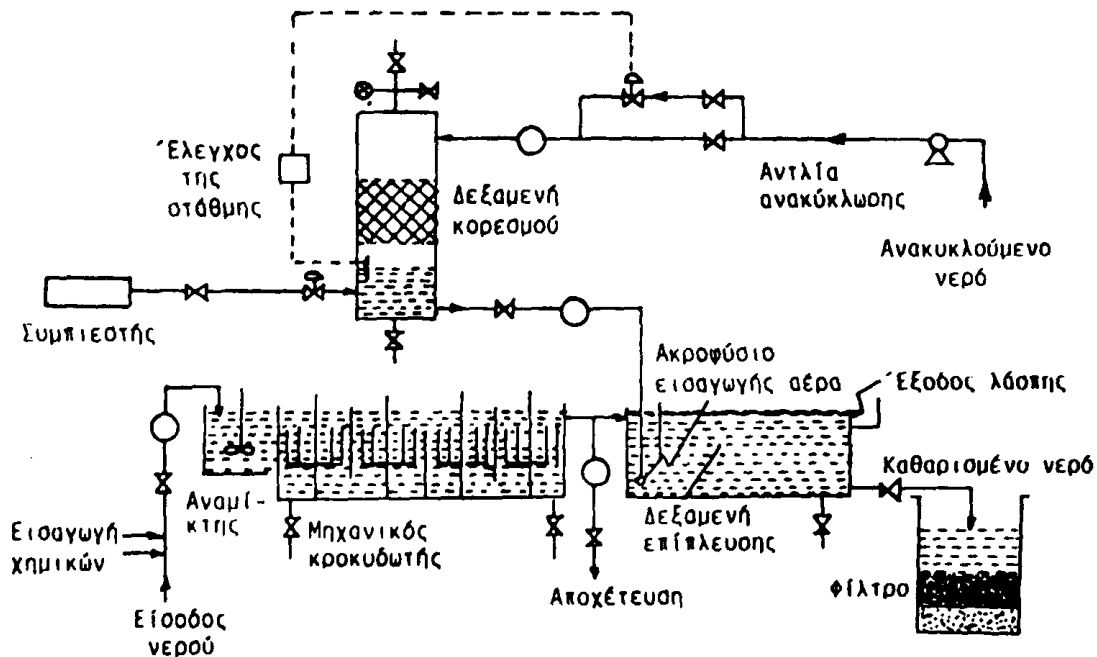 Έλεγχος
της
στάθμης
Δεξαμενή
κορεσμού
Αντλία
ανακύκλωσης
Ανακυκλούμενο
νερό
Συμπιεστής
Ακροφύσιο
εισαγωγής αέρα
Έξοδος λάσπης
Καθαρισμένο νερό
Αναμί-
κτης
Μηχανικός
κροκυδωτής
Δεξαμενή
επίπλευσης
Εισαγωγή
χημικών
Αποχέτευση
Φίλτρο
Είσοδος
νερού